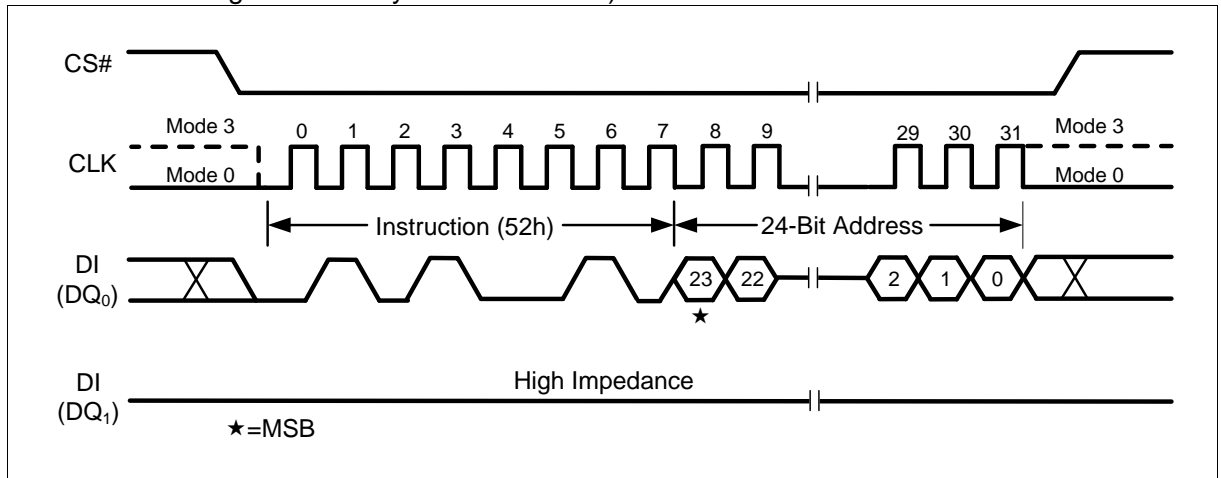 CS#
Mode 3 0 1 2 3 4 5 6 7 8 9 29 30 31 Mode 3
CLK
Mode 0 Mode 0
Instruction (52h) 24-Bit Address
DI
(DQ₀)
23 22 2 1 0
★
High Impedance
DI
(DQ₁)
★=MSB